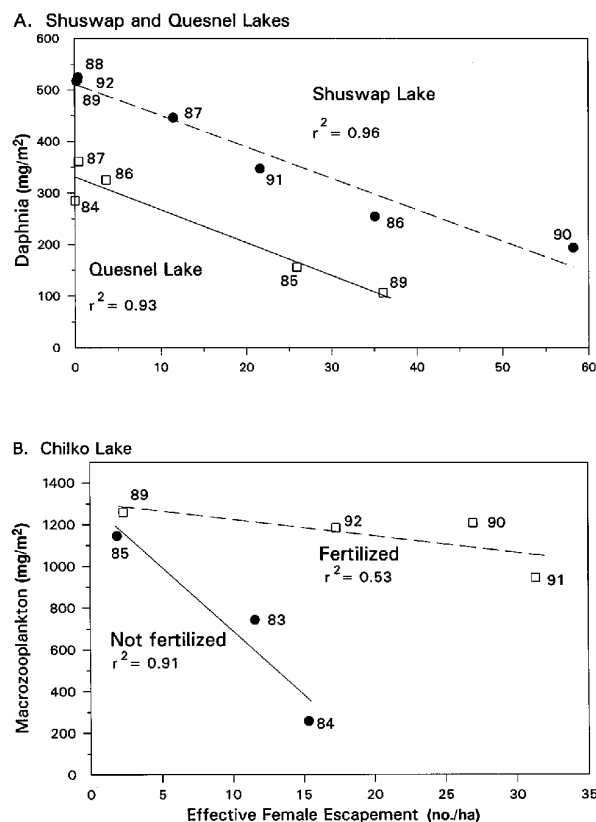 A. Shuswap and Quesnel Lakes
600
500
400
300
200
100
0
Daphnia (mg/m²)
88
92
89
87
91
86
90
Shuswap Lake
r² = 0.96
87
86
84
85
89
Quesnel Lake
r² = 0.93
0 10 20 30 40 50 60
B. Chilko Lake
1400
1200
1000
800
600
400
200
0
Macrozooplankton (mg/m²)
89
92
90
91
Fertilized
r² = 0.53
85
83
84
Not fertilized
r² = 0.91
0 5 10 15 20 25 30 35
Effective Female Escapement (no./ha)